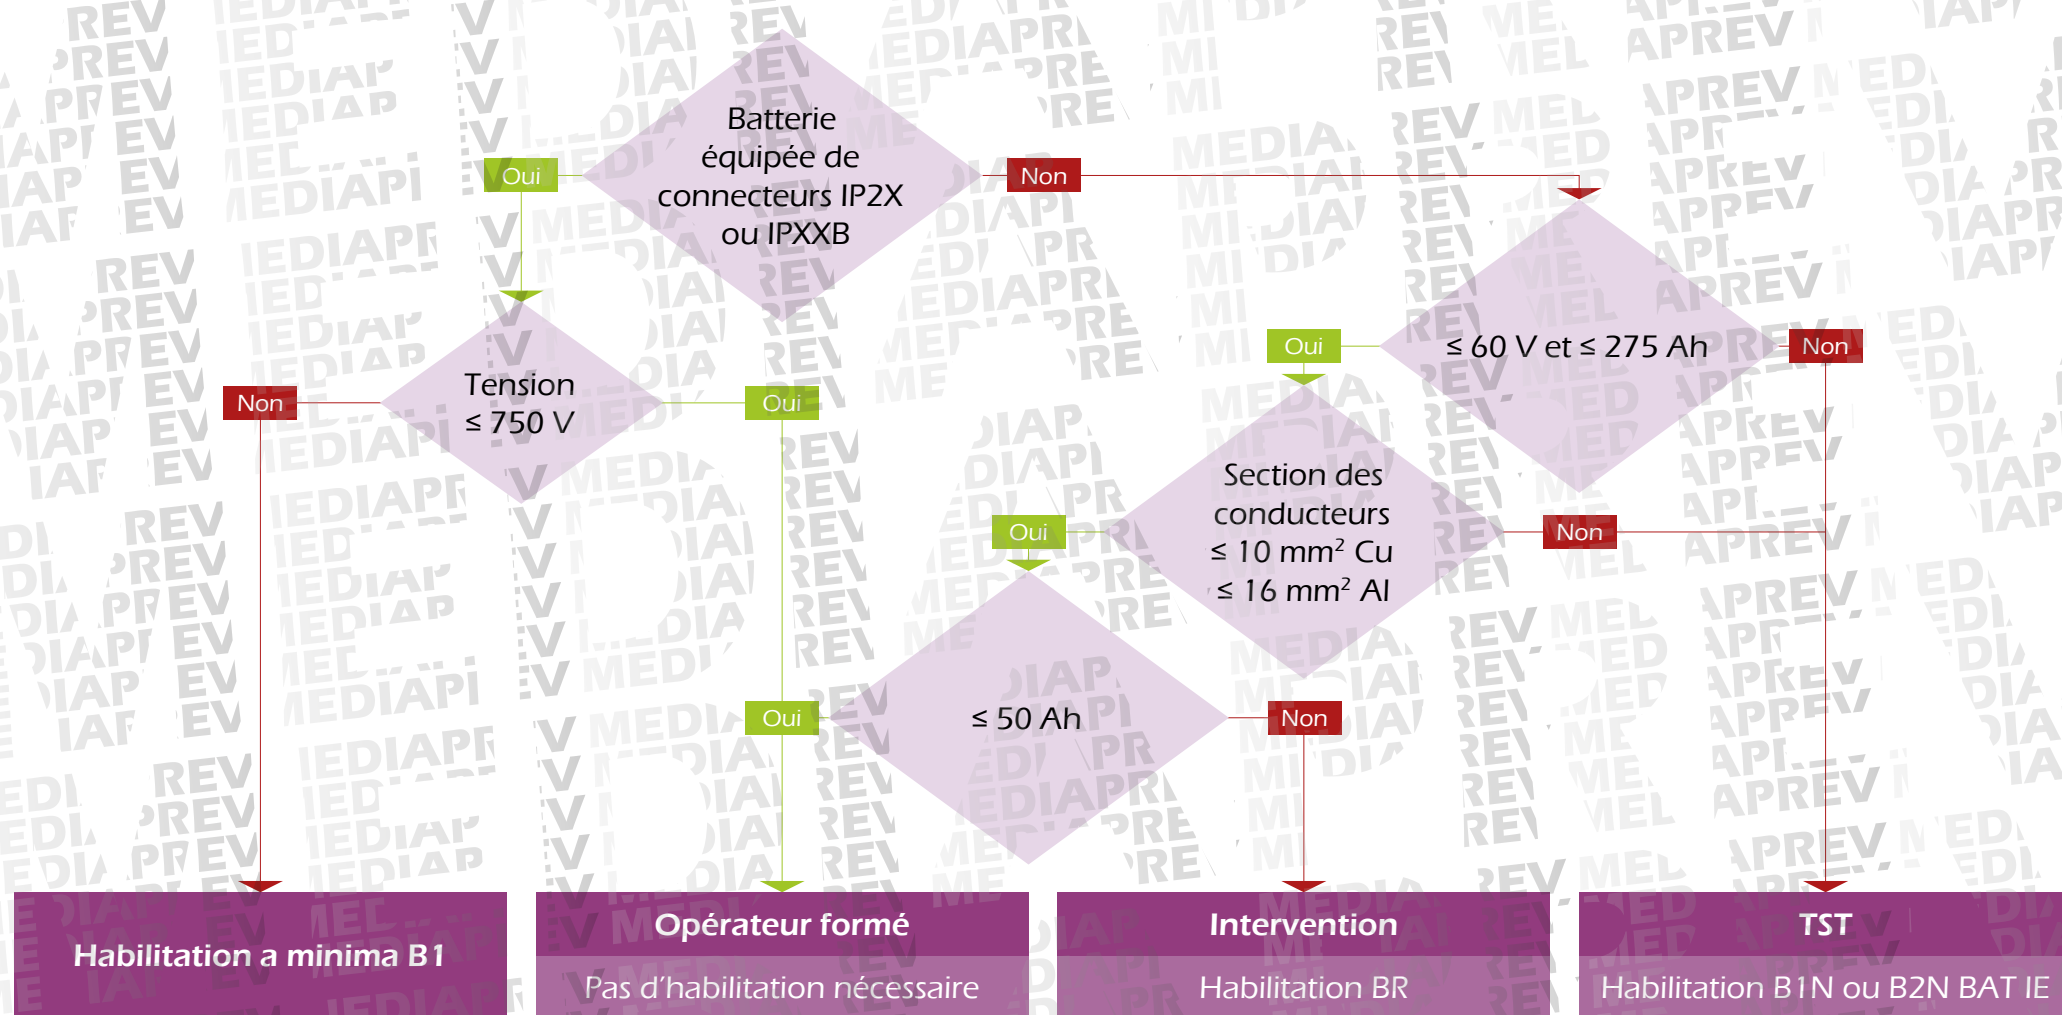 Batterie
équipée de
connecteurs IP2X
ou IPXXB
Oui
Non
Tension
≤ 750 V
Non
Oui
≤ 60 V et ≤ 275 Ah
Oui
Non
Section des
conducteurs
≤ 10 mm² Cu
≤ 16 mm² Al
Oui
Non
≤ 50 Ah
Oui
Non
Habilitation a minima B1
Opérateur formé
Pas d’habilitation nécessaire
Intervention
Habilitation BR
TST
Habilitation B1N ou B2N BAT IE